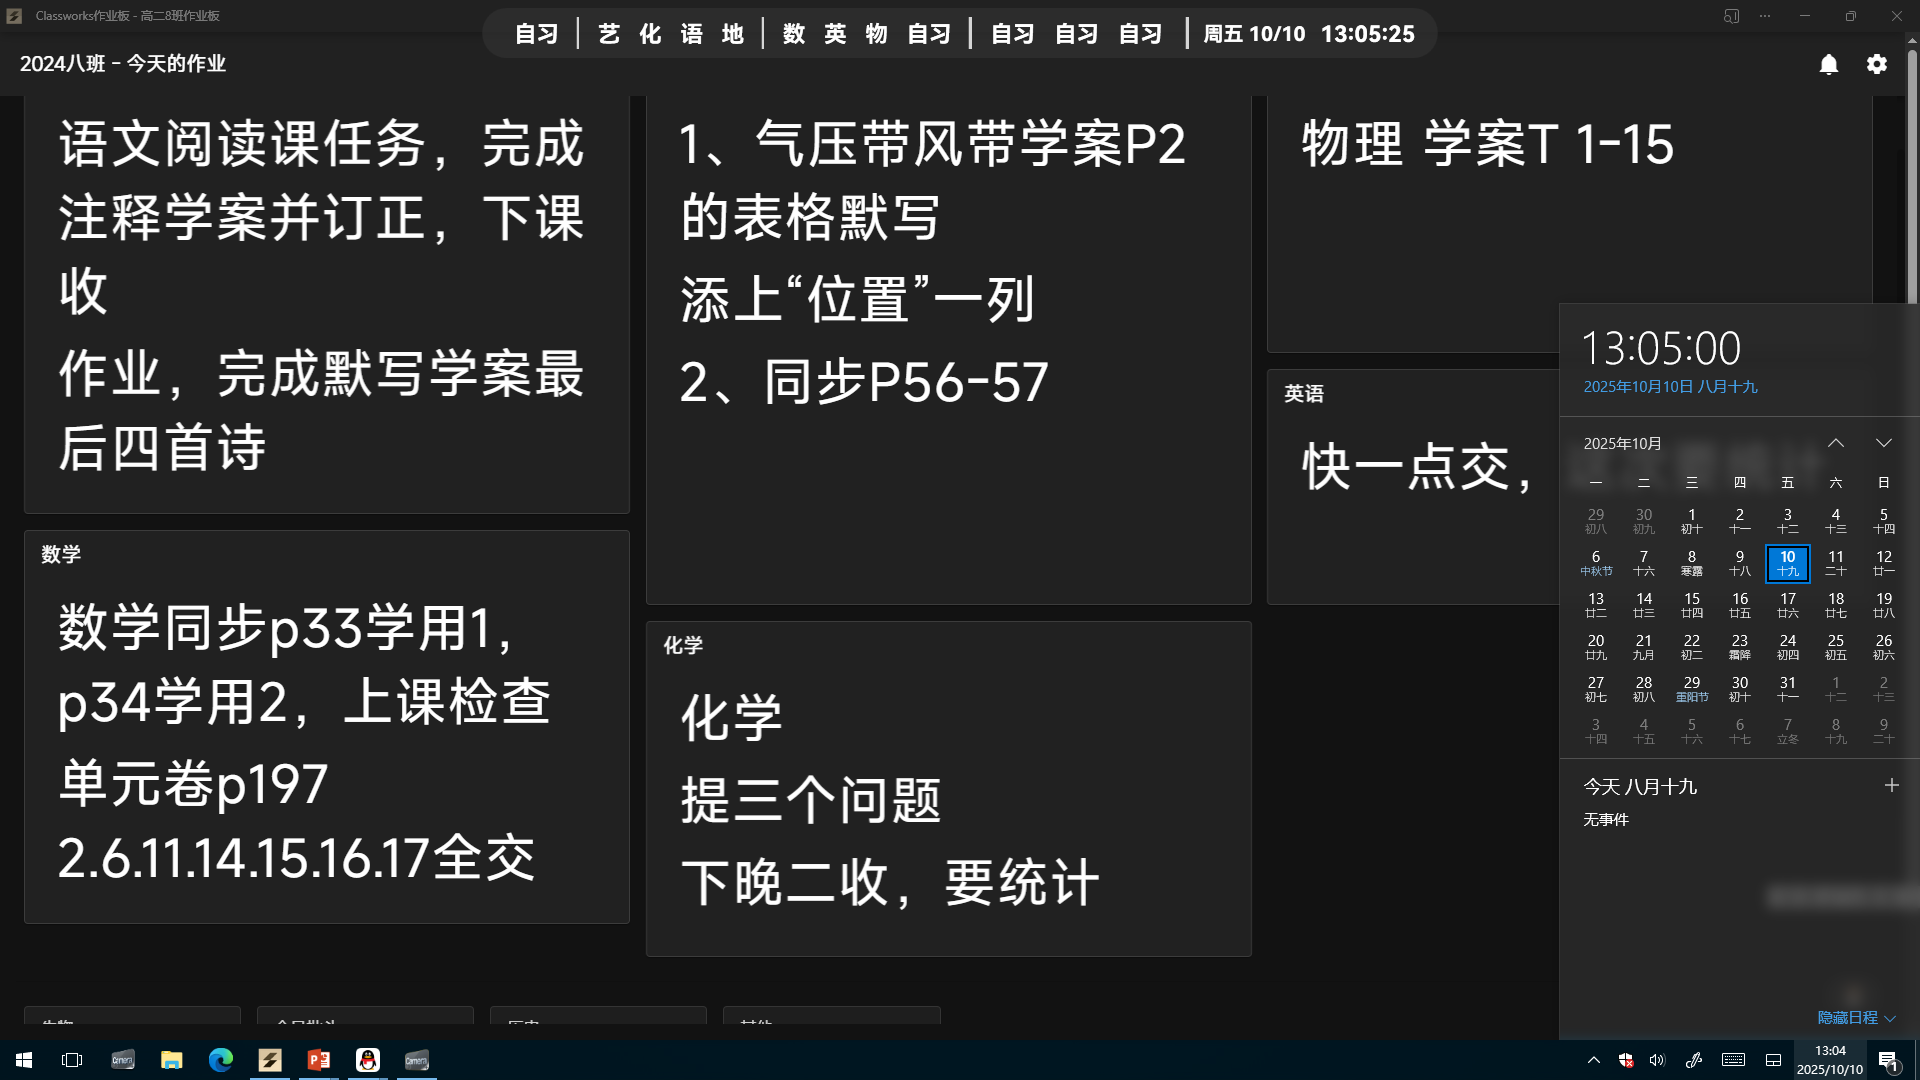 Classworks作业板 - 高二8班作业板
自习 | 艺 化 语 地 | 数 英 物 自习 | 自习 自习 自习 | 周五 10/10 13:05:25
2024八班 - 今天的作业
语文阅读课任务，完成
注释学案并订正，下课
收
作业，完成默写学案最
后四首诗
数学
数学同步p33学用1，
p34学用2，上课检查
单元卷p197
2.6.11.14.15.16.17全交
1、气压带风带学案P2
的表格默写
添上“位置”一列
2、同步P56-57
化学
化学
提三个问题
下晚二收，要统计
物理 学案T 1-15
英语
快一点交，
13:05:00
2025年10月10日 八月十九
2025年10月
一 二 三 四 五 六 日
29 30 1 2 3 4 5
初八 初九 初十 十一 十二 十三 十四
6 7 8 9 10 11 12
中秋节 十六 寒露 十八 十九 二十 廿一
13 14 15 16 17 18 19
廿二 廿三 廿四 廿五 廿六 廿七 廿八
20 21 22 23 24 25 26
廿九 九月 初二 霜降 初四 初五 初六
27 28 29 30 31 1 2
初七 初八 重阳节 初十 十一 十二 十三
3 4 5 6 7 8 9
十四 十五 十六 十七 立冬 十九 二十
今天 八月十九
无事件
隐藏日程
Camera
Camera
13:04
2025/10/10
1